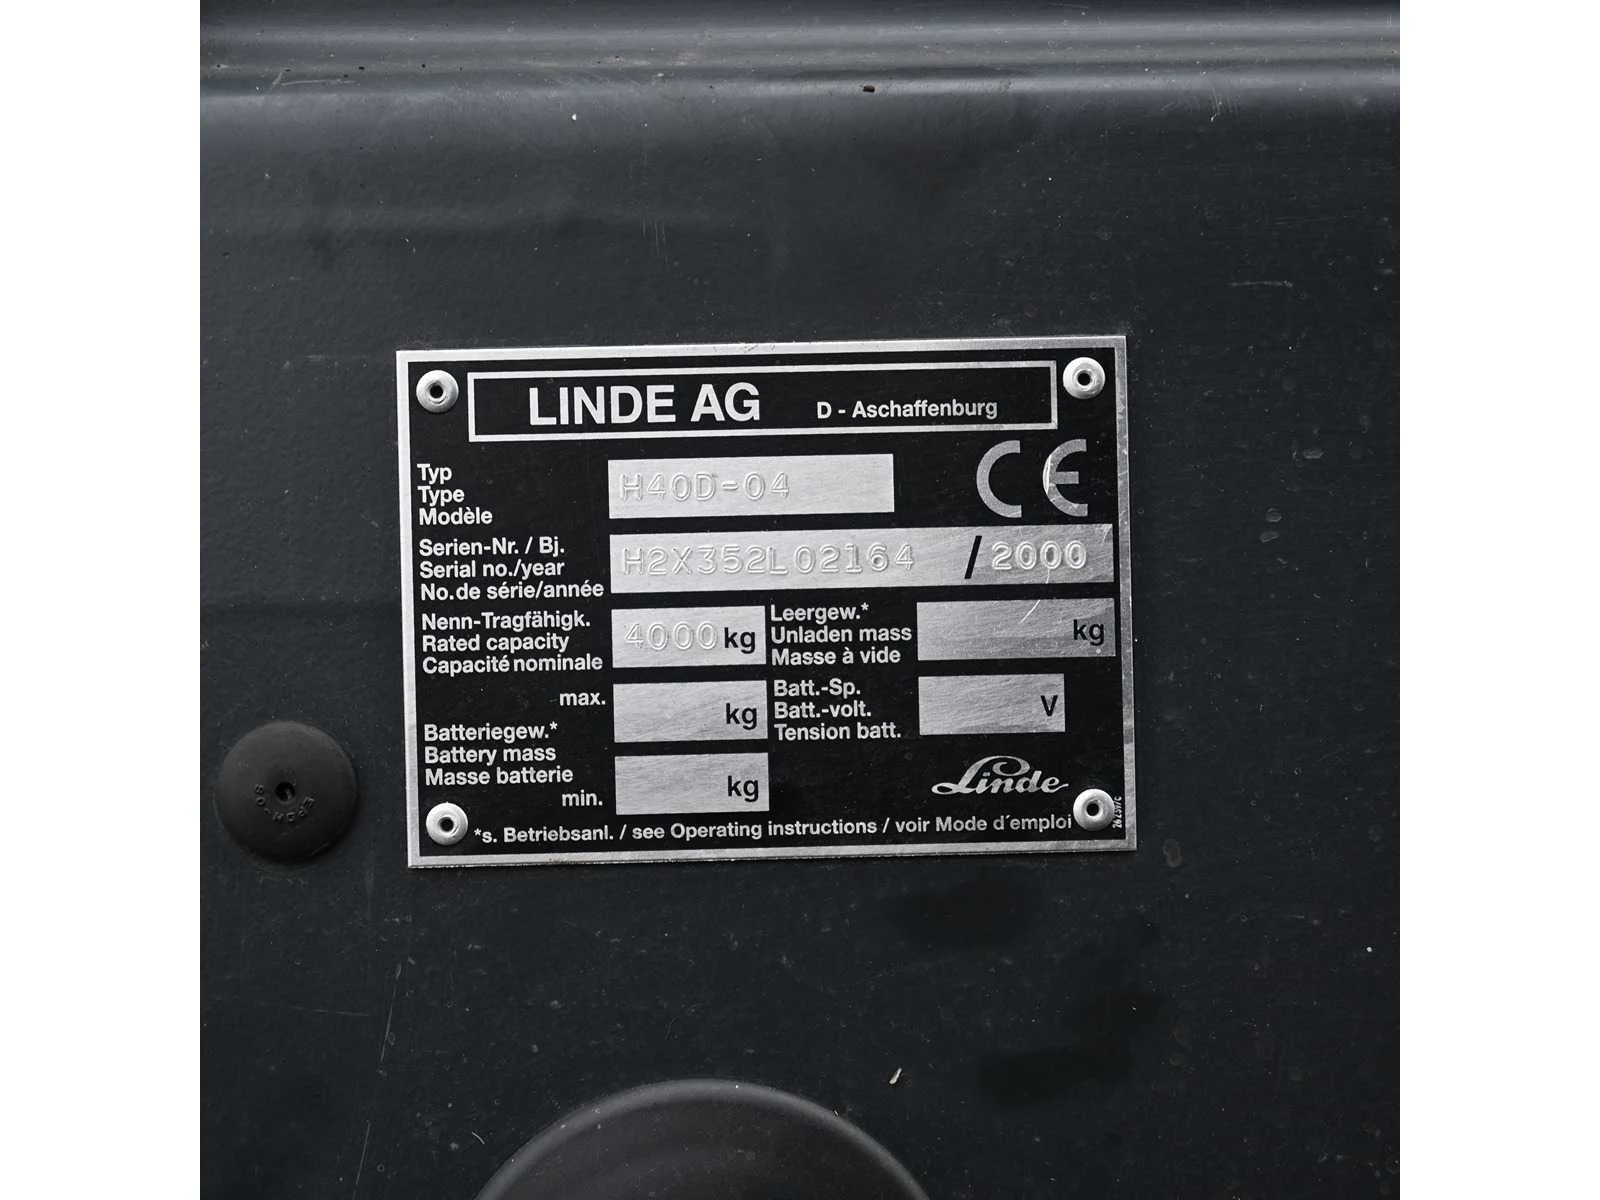 LINDE AG D - Aschaffenburg
Typ
Type
Modèle
H40D-04
CE
Serien-Nr. / Bj.
Serial no./year
No.de série/année
H2X352L02164 / 2000
Nenn-Tragfähigk.
Rated capacity
Capacité nominale
4000 kg
Leergew.*
Unladen mass
Masse à vide
kg
max.
kg
Batteriegew.*
Battery mass
Masse batterie
min.
kg
Batt.-Sp.
Batt.-volt.
Tension batt.
V
Linde
*s. Betriebsanl. / see Operating instructions / voir Mode d´emploi